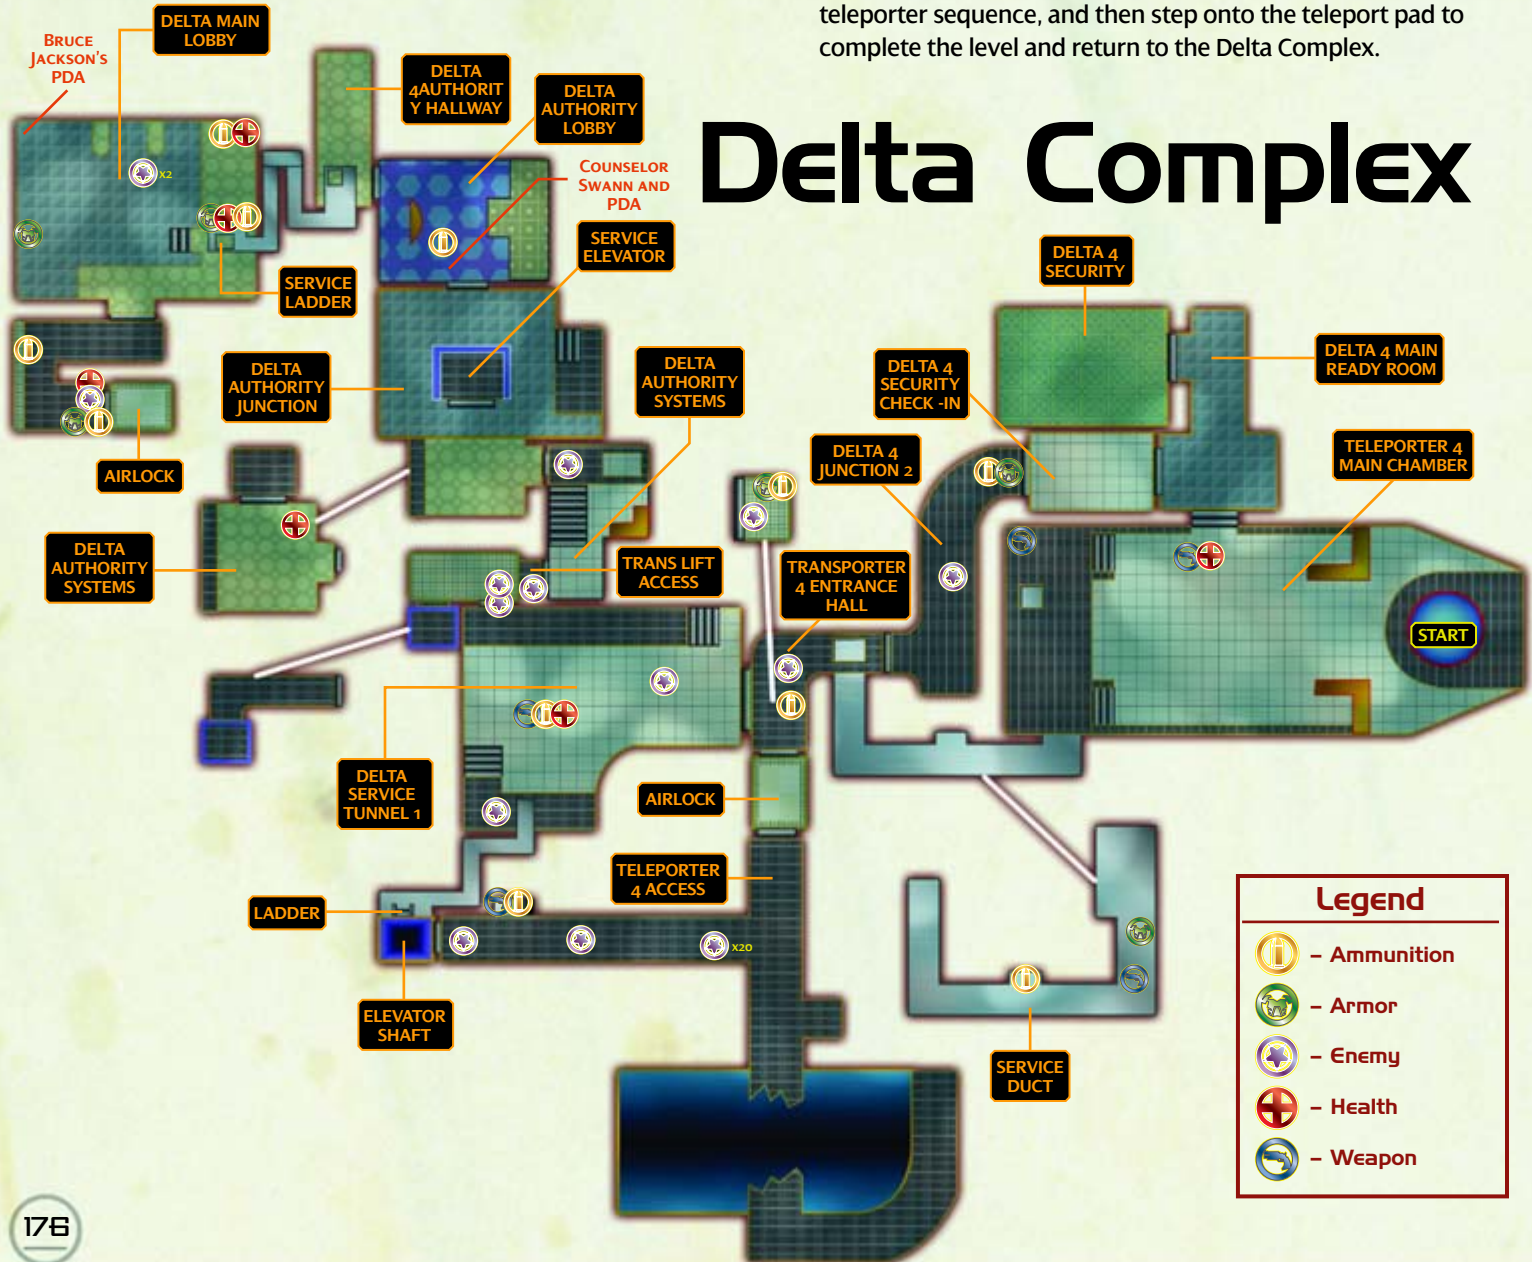 teleporter sequence, and then step onto the teleport pad to
complete the level and return to the Delta Complex.
Delta Complex
DELTA MAIN
LOBBY
BRUCE
JACKSON'S
PDA
DELTA
4AUTHORIT
Y HALLWAY
DELTA
AUTHORITY
LOBBY
COUNSELOR
SWANN AND
PDA
SERVICE
ELEVATOR
X2
SERVICE
LADDER
DELTA 4
SECURITY
DELTA
AUTHORITY
JUNCTION
DELTA
AUTHORITY
SYSTEMS
DELTA 4
SECURITY
CHECK -IN
DELTA 4 MAIN
READY ROOM
AIRLOCK
DELTA 4
JUNCTION 2
TELEPORTER 4
MAIN CHAMBER
DELTA
AUTHORITY
SYSTEMS
TRANS LIFT
ACCESS
TRANSPORTER
4 ENTRANCE
HALL
START
DELTA
SERVICE
TUNNEL 1
AIRLOCK
TELEPORTER
4 ACCESS
LADDER
X20
ELEVATOR
SHAFT
SERVICE
DUCT
Legend
– Ammunition
– Armor
– Enemy
– Health
– Weapon
176